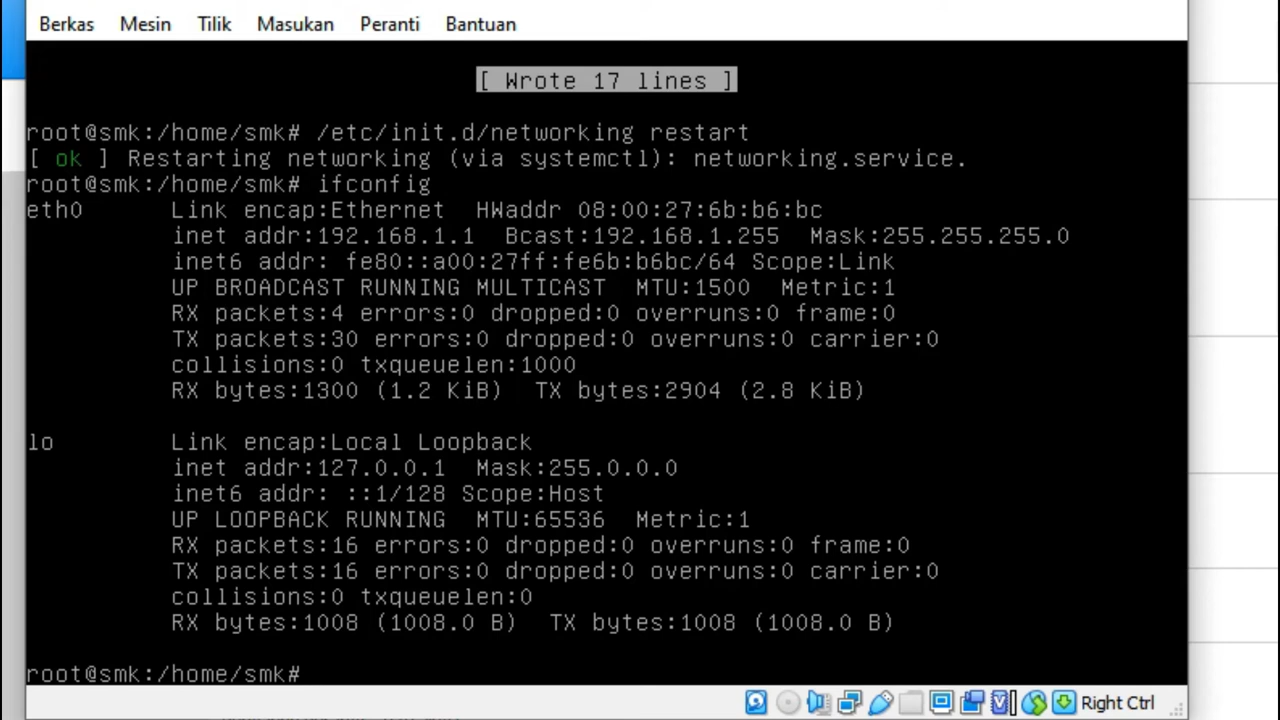 Berkas Mesin Tilik Masukan Peranti Bantuan
[ Wrote 17 lines ]
root@smk:/home/smk# /etc/init.d/networking restart
[ ok ] Restarting networking (via systemctl): networking.service.
root@smk:/home/smk# ifconfig
eth0 Link encap:Ethernet HWaddr 08:00:27:6b:b6:bc
inet addr:192.168.1.1 Bcast:192.168.1.255 Mask:255.255.255.0
inet6 addr: fe80::a00:27ff:fe6b:b6bc/64 Scope:Link
UP BROADCAST RUNNING MULTICAST MTU:1500 Metric:1
RX packets:4 errors:0 dropped:0 overruns:0 frame:0
TX packets:30 errors:0 dropped:0 overruns:0 carrier:0
collisions:0 txqueuelen:1000
RX bytes:1300 (1.2 KiB) TX bytes:2904 (2.8 KiB)
lo Link encap:Local Loopback
inet addr:127.0.0.1 Mask:255.0.0.0
inet6 addr: ::1/128 Scope:Host
UP LOOPBACK RUNNING MTU:65536 Metric:1
RX packets:16 errors:0 dropped:0 overruns:0 frame:0
TX packets:16 errors:0 dropped:0 overruns:0 carrier:0
collisions:0 txqueuelen:0
RX bytes:1008 (1008.0 B) TX bytes:1008 (1008.0 B)
root@smk:/home/smk#
Right Ctrl